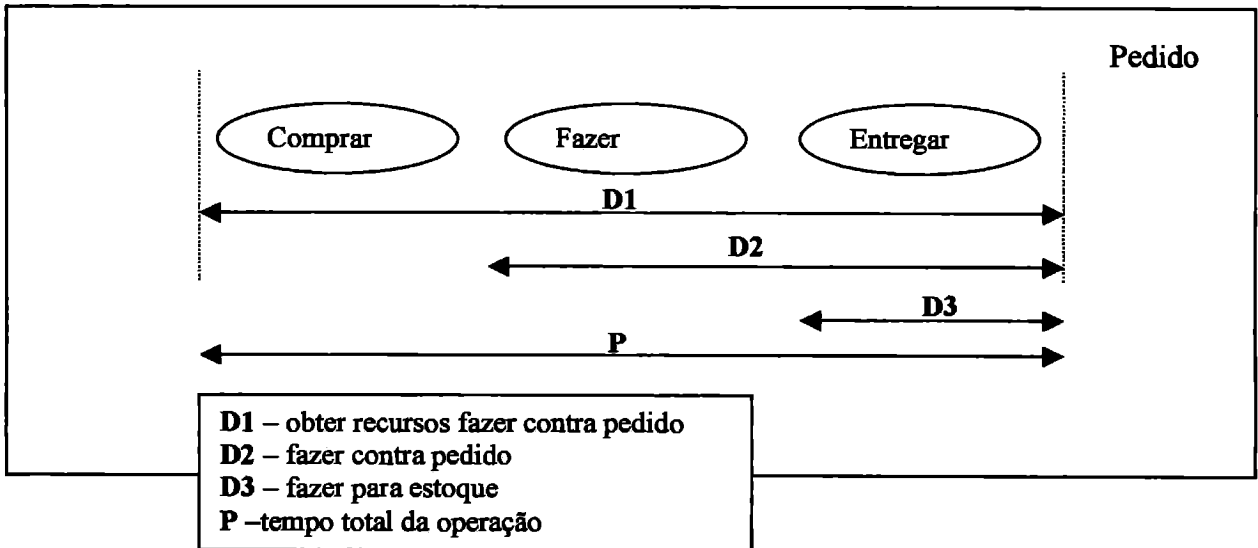 Pedido
Comprar Fazer Entregar
D1
D2
D3
P
D1 – obter recursos fazer contra pedido
D2 – fazer contra pedido
D3 – fazer para estoque
P –tempo total da operação